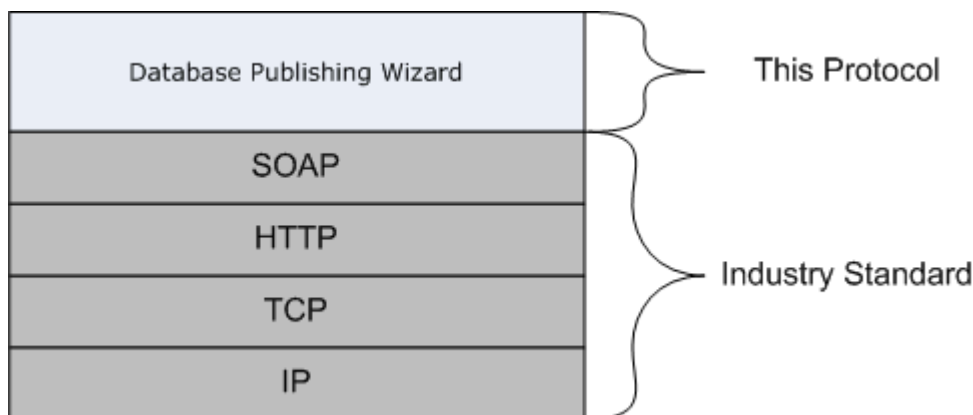 Database Publishing Wizard
This Protocol
SOAP
HTTP
TCP
IP
Industry Standard